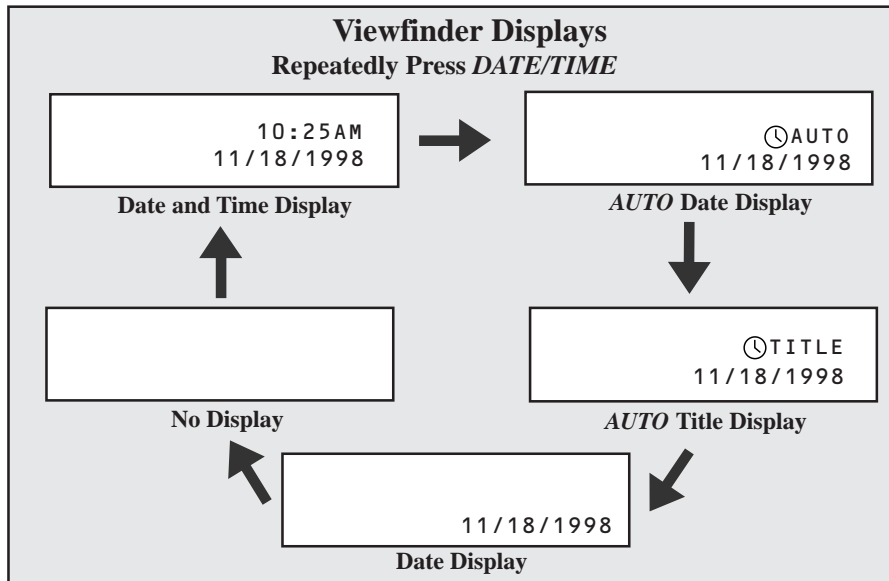 Viewfinder Displays
Repeatedly Press DATE/TIME
10:25AM
11/18/1998
Date and Time Display
AUTO
11/18/1998
AUTO Date Display
TITLE
11/18/1998
AUTO Title Display
11/18/1998
Date Display
No Display